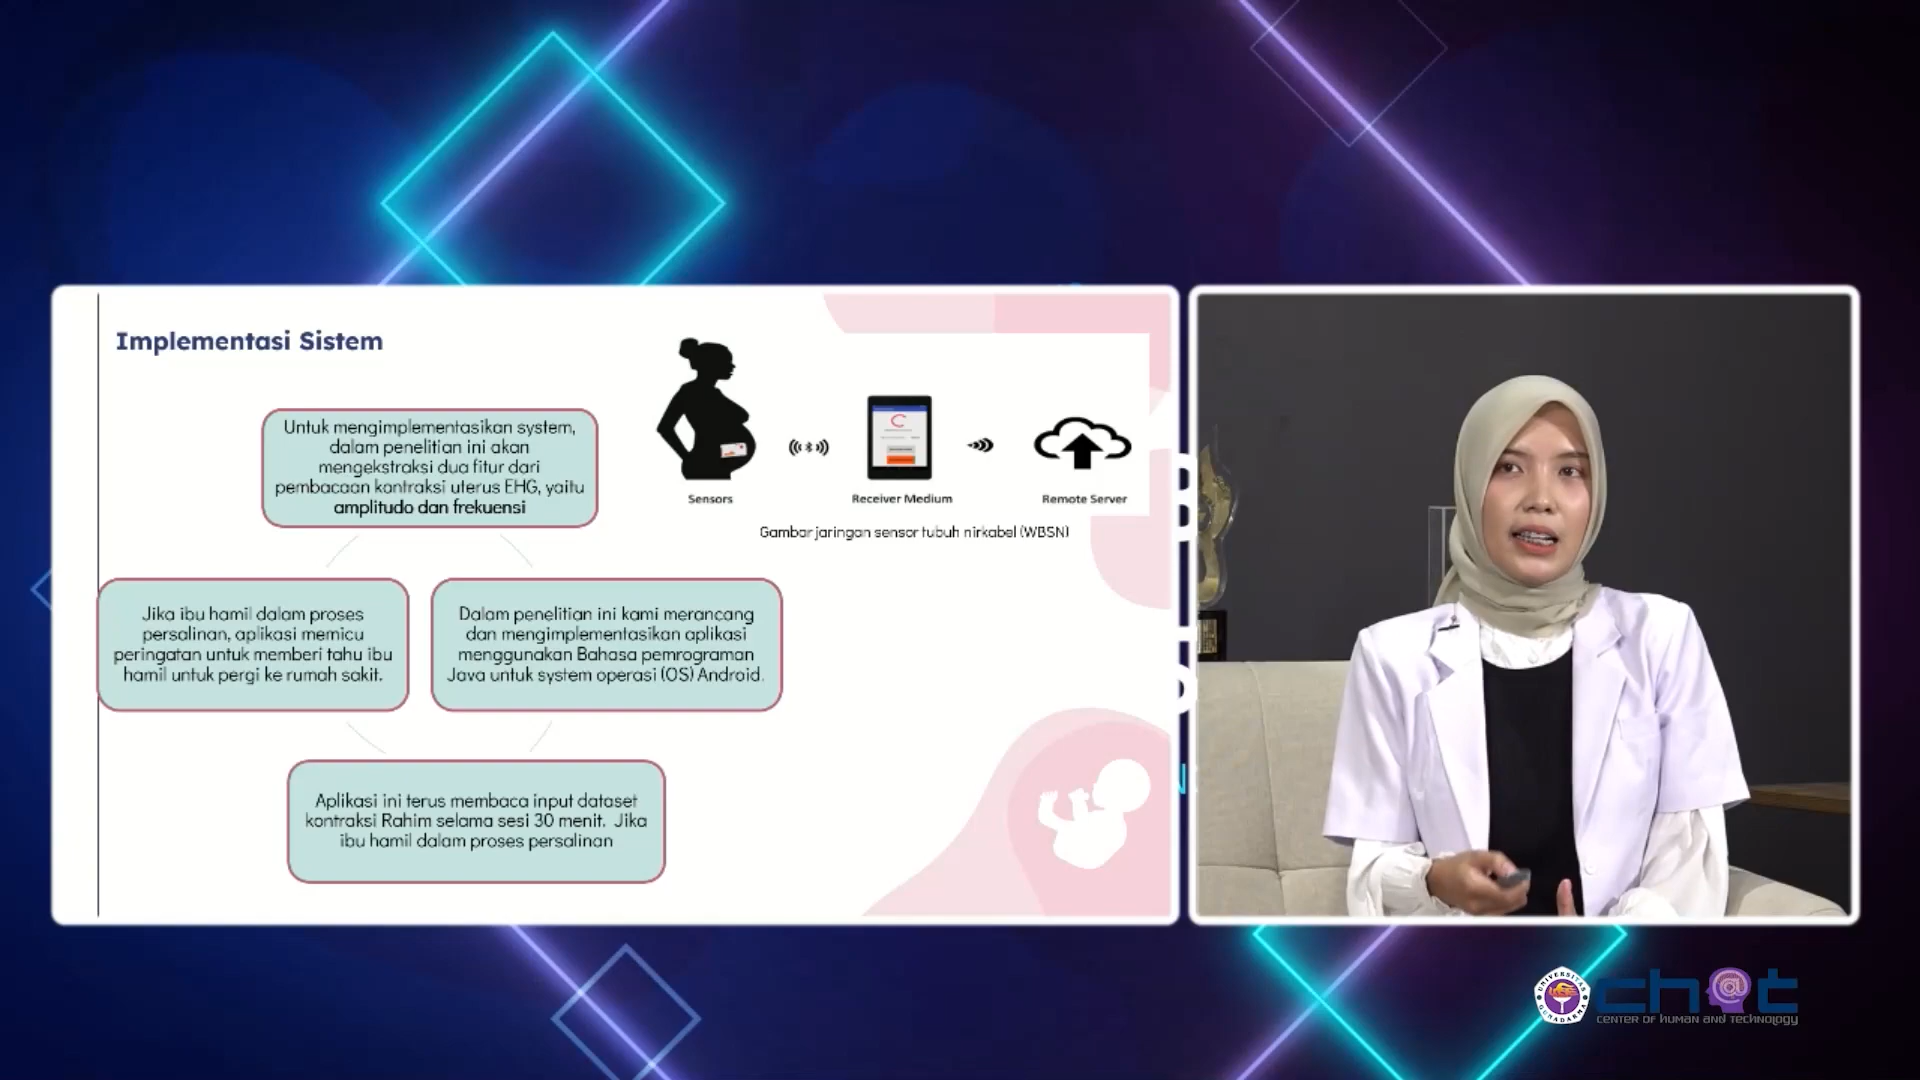 Implementasi Sistem
Untuk mengimplementasikan system,
dalam penelitian ini akan
mengekstraksi dua fitur dari
pembacaan kontraksi uterus EHG, yaitu
amplitudo dan frekuensi
Sensors
Receiver Medium
Remote Server
Gambar jaringan sensor tubuh nirkabel (WBSN)
Jika ibu hamil dalam proses
persalinan, aplikasi memicu
peringatan untuk memberi tahu ibu
hamil untuk pergi ke rumah sakit.
Dalam penelitian ini kami merancang
dan mengimplementasikan aplikasi
menggunakan Bahasa pemrograman
Java untuk system operasi (OS) Android.
Aplikasi ini terus membaca input dataset
kontraksi Rahim selama sesi 30 menit. Jika
ibu hamil dalam proses persalinan
UNIVERSITAS GUNADARMA
ch@t
CENTER OF HUMAN AND TECHNOLOGY